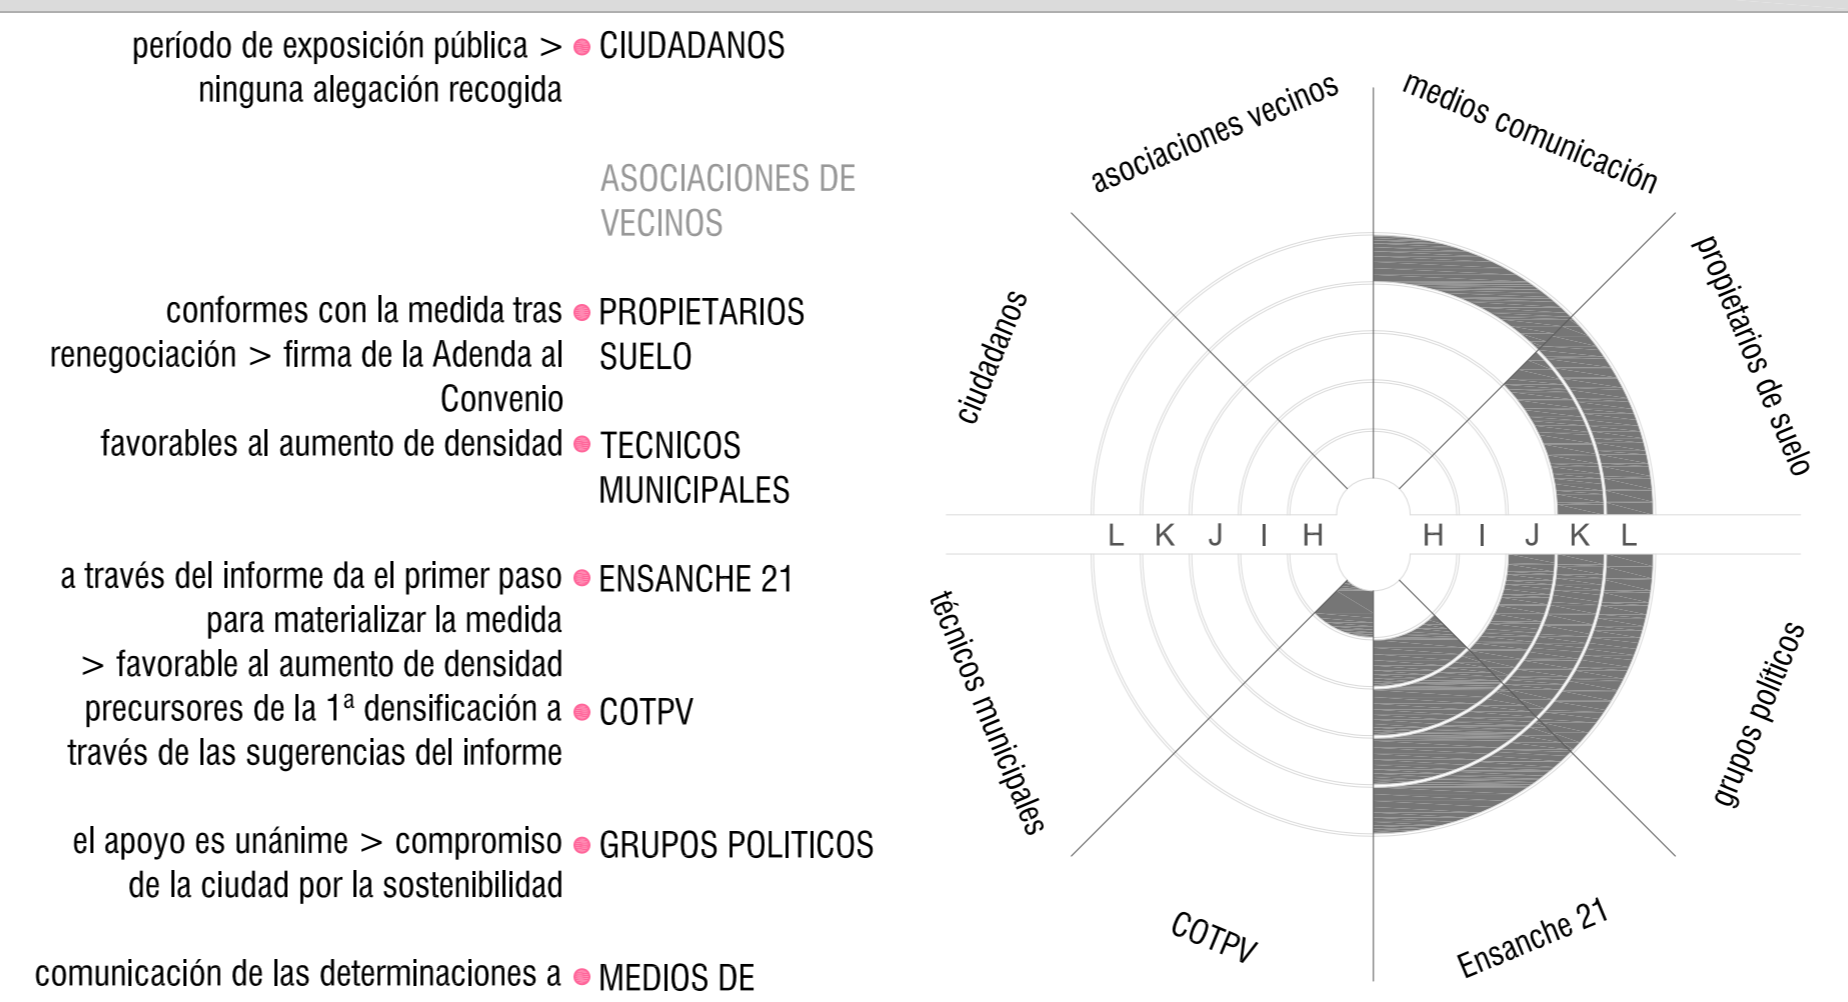 período de exposición pública > CIUDADANOS
ninguna alegación recogida
ASOCIACIONES DE
VECINOS
conformes con la medida tras PROPIETARIOS
renegociación > firma de la Adenda al SUELO
Convenio
favorables al aumento de densidad TECNICOS
MUNICIPALES
a través del informe da el primer paso ENSANCHE 21
para materializar la medida
> favorable al aumento de densidad
precursores de la 1ª densificación a COTPV
través de las sugerencias del informe
el apoyo es unánime > compromiso GRUPOS POLITICOS
de la ciudad por la sostenibilidad
comunicación de las determinaciones a MEDIOS DE
asociaciones vecinos
medios comunicación
ciudadanos
propietarios de suelo
L K J I H H I J K L
técnicos municipales
grupos políticos
COTPV
Ensanche 21